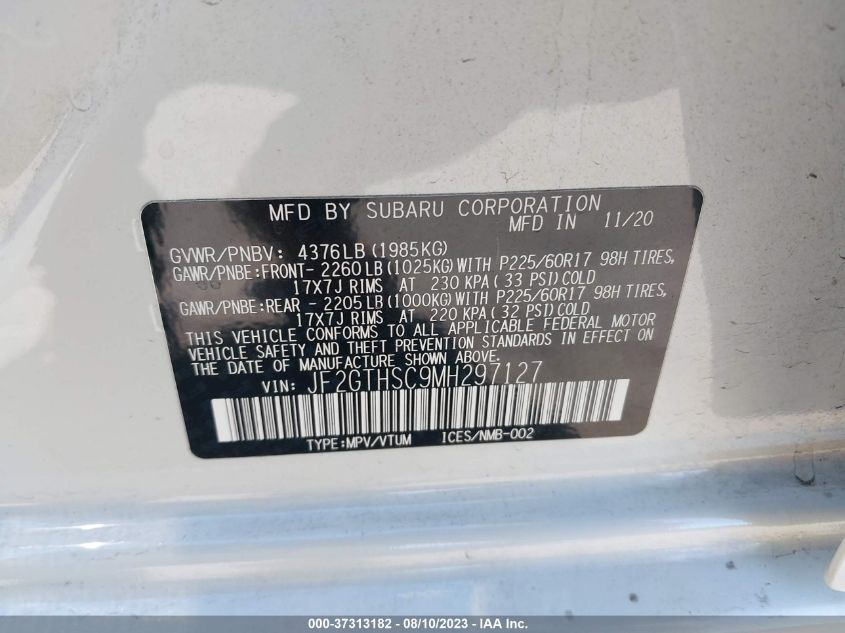 MFD BY SUBARU CORPORATION
MFD IN 11/20
GVWR/PNBV: 4376LB(1985KG)
GAWR/PNBE:FRONT- 2260LB(1025KG)WITH P225/60R17 98H TIRES,
17X7J RIMS AT 230 KPA(33 PSI)COLD
GAWR/PNBE:REAR - 2205LB(1000KG)WITH P225/60R17 98H TIRES,
17X7J RIMS AT 220 KPA(32 PSI)COLD
THIS VEHICLE CONFORMS TO ALL APPLICABLE FEDERAL MOTOR
VEHICLE SAFETY AND THEFT PREVENTION STANDARDS IN EFFECT ON
THE DATE OF MANUFACTURE SHOWN ABOVE.
VIN: JF2GTHSC9MH297127
TYPE:MPV/VTUM ICES/NMB-002
000-37313182 - 08/10/2023 - IAA Inc.